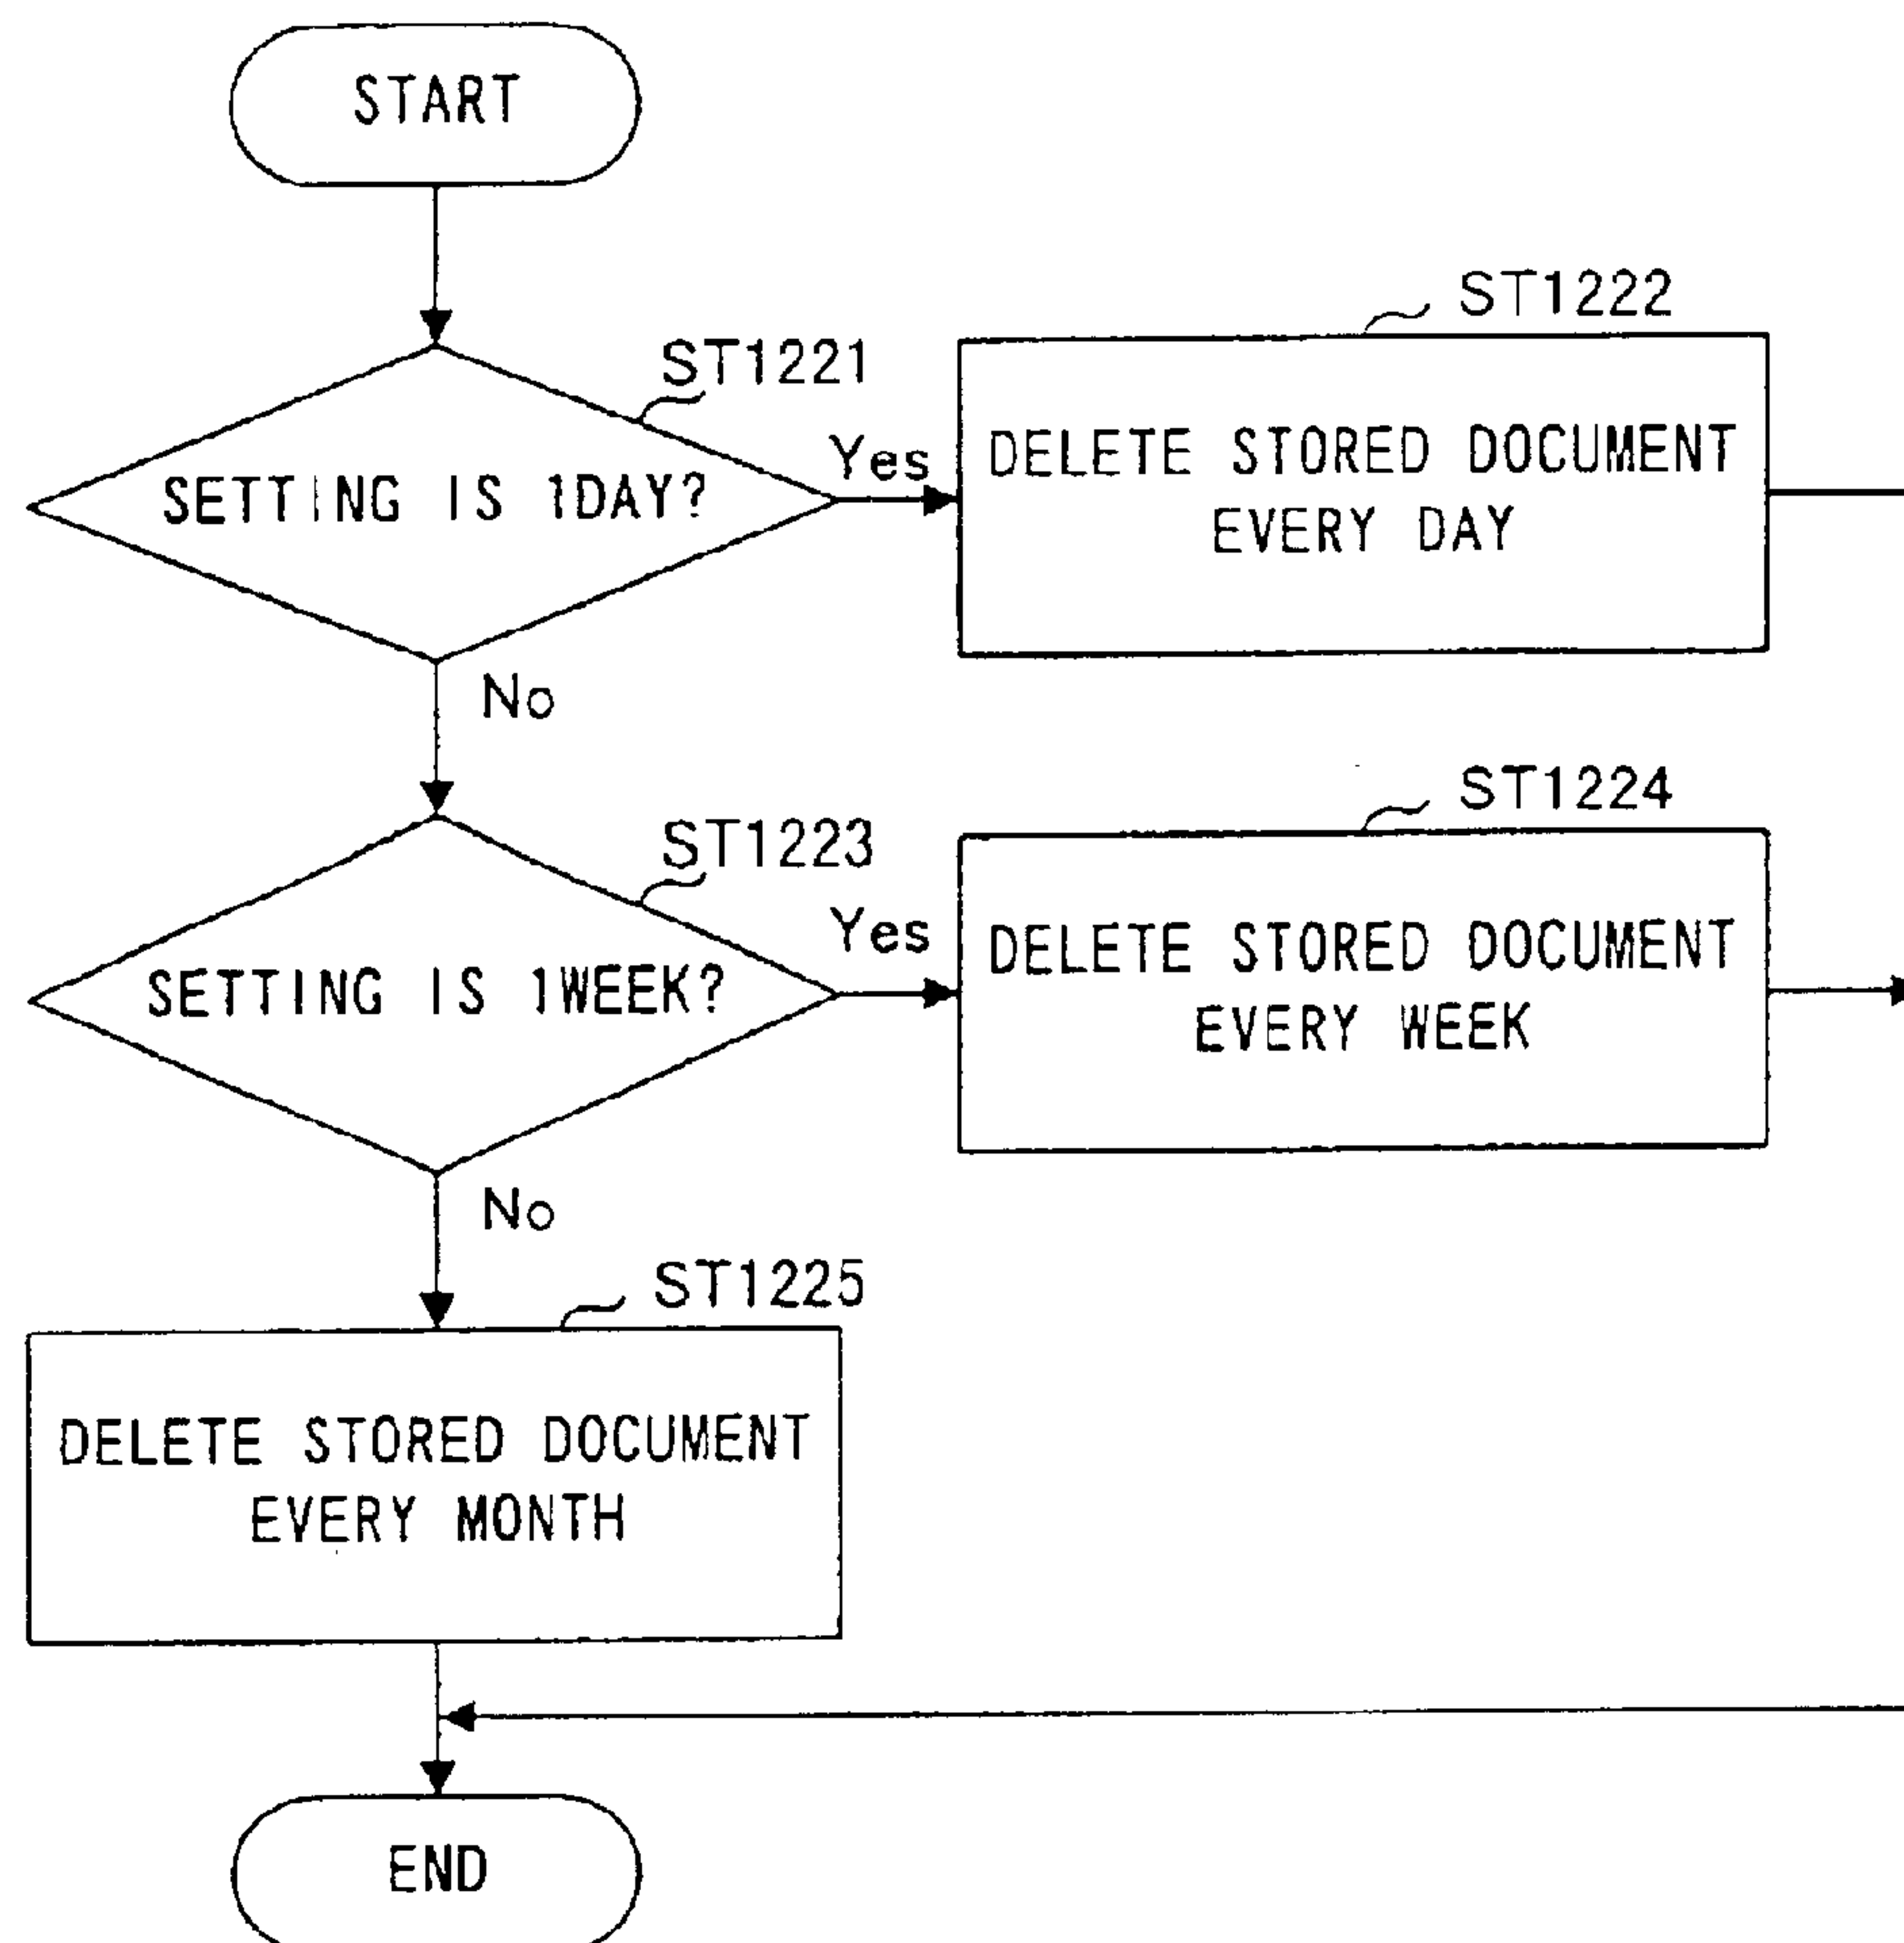 START
ST1221
SETTING IS 1DAY?
Yes
ST1222
DELETE STORED DOCUMENT
EVERY DAY
No
ST1223
SETTING IS 1WEEK?
Yes
ST1224
DELETE STORED DOCUMENT
EVERY WEEK
No
ST1225
DELETE STORED DOCUMENT
EVERY MONTH
END